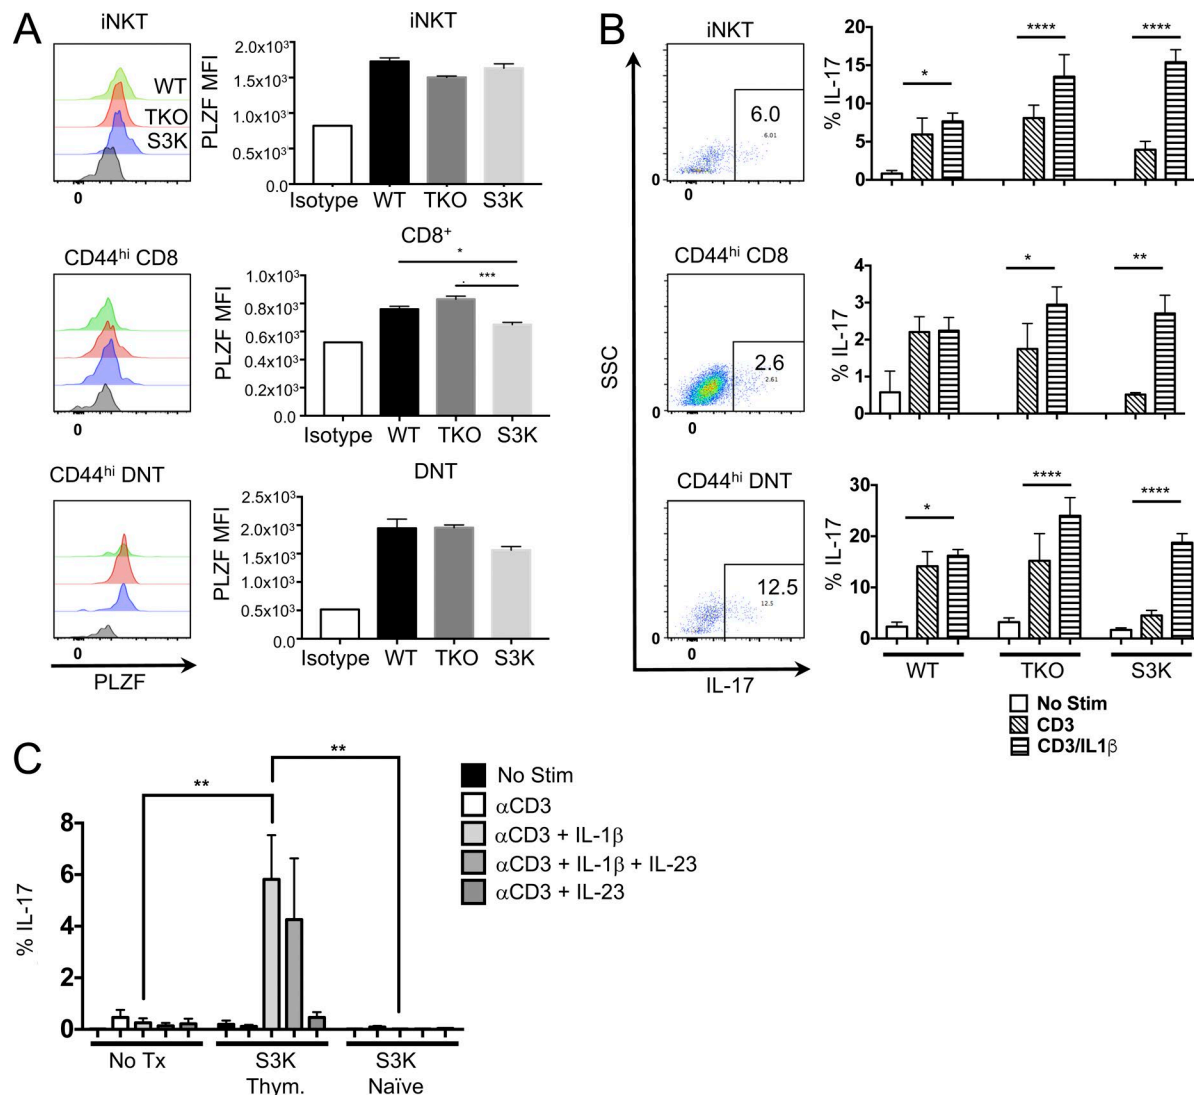 A
iNKT
WT
TKO
S3K
0
iNKT
PLZF MFI
2.0x10³
1.5x10³
1.0x10³
0.5x10³
0.0
Isotype WT TKO S3K
CD44hi CD8
0
CD8+
*
***
PLZF MFI
1.0x10³
0.8x10³
0.6x10³
0.4x10³
0.2x10³
0.0
Isotype WT TKO S3K
CD44hi DNT
0
PLZF
DNT
PLZF MFI
2.5x10³
2.0x10³
1.5x10³
1.0x10³
0.5x10³
0.0
Isotype WT TKO S3K
B
SSC
iNKT
6.0
6.01
0
0
% IL-17
20
15
10
5
0
* **** ****
CD44hi CD8
2.6
2.61
0
0
% IL-17
4
3
2
1
0
* **
CD44hi DNT
12.5
12.5
0
0
IL-17
% IL-17
30
20
10
0
* **** ****
WT TKO S3K
No Stim
CD3
CD3/IL1β
C
** **
% IL-17
8
6
4
2
0
No Tx
S3K
Thym.
S3K
Naïve
No Stim
αCD3
αCD3 + IL-1β
αCD3 + IL-1β + IL-23
αCD3 + IL-23